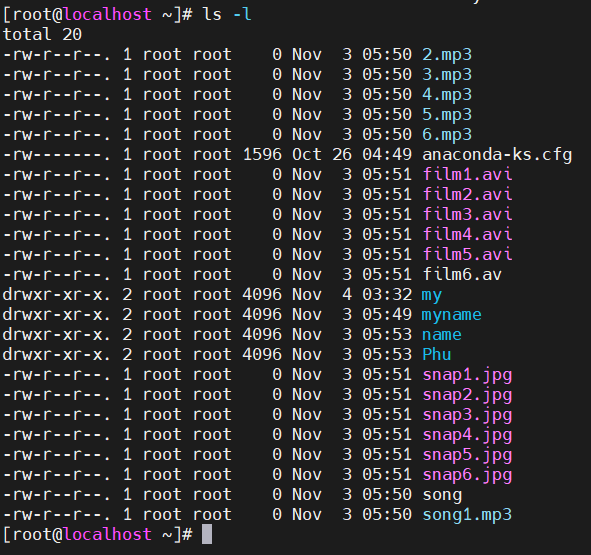 [root@localhost ~]# ls -l
total 20
-rw-r--r--. 1 root root    0 Nov  3 05:50 2.mp3
-rw-r--r--. 1 root root    0 Nov  3 05:50 3.mp3
-rw-r--r--. 1 root root    0 Nov  3 05:50 4.mp3
-rw-r--r--. 1 root root    0 Nov  3 05:50 5.mp3
-rw-r--r--. 1 root root    0 Nov  3 05:50 6.mp3
-rw-------. 1 root root 1596 Oct 26 04:49 anaconda-ks.cfg
-rw-r--r--. 1 root root    0 Nov  3 05:51 film1.avi
-rw-r--r--. 1 root root    0 Nov  3 05:51 film2.avi
-rw-r--r--. 1 root root    0 Nov  3 05:51 film3.avi
-rw-r--r--. 1 root root    0 Nov  3 05:51 film4.avi
-rw-r--r--. 1 root root    0 Nov  3 05:51 film5.avi
-rw-r--r--. 1 root root    0 Nov  3 05:51 film6.av
drwxr-xr-x. 2 root root 4096 Nov  4 03:32 my
drwxr-xr-x. 2 root root 4096 Nov  3 05:49 myname
drwxr-xr-x. 2 root root 4096 Nov  3 05:53 name
drwxr-xr-x. 2 root root 4096 Nov  3 05:53 Phu
-rw-r--r--. 1 root root    0 Nov  3 05:51 snap1.jpg
-rw-r--r--. 1 root root    0 Nov  3 05:51 snap2.jpg
-rw-r--r--. 1 root root    0 Nov  3 05:51 snap3.jpg
-rw-r--r--. 1 root root    0 Nov  3 05:51 snap4.jpg
-rw-r--r--. 1 root root    0 Nov  3 05:51 snap5.jpg
-rw-r--r--. 1 root root    0 Nov  3 05:51 snap6.jpg
-rw-r--r--. 1 root root    0 Nov  3 05:50 song
-rw-r--r--. 1 root root    0 Nov  3 05:50 song1.mp3
[root@localhost ~]#